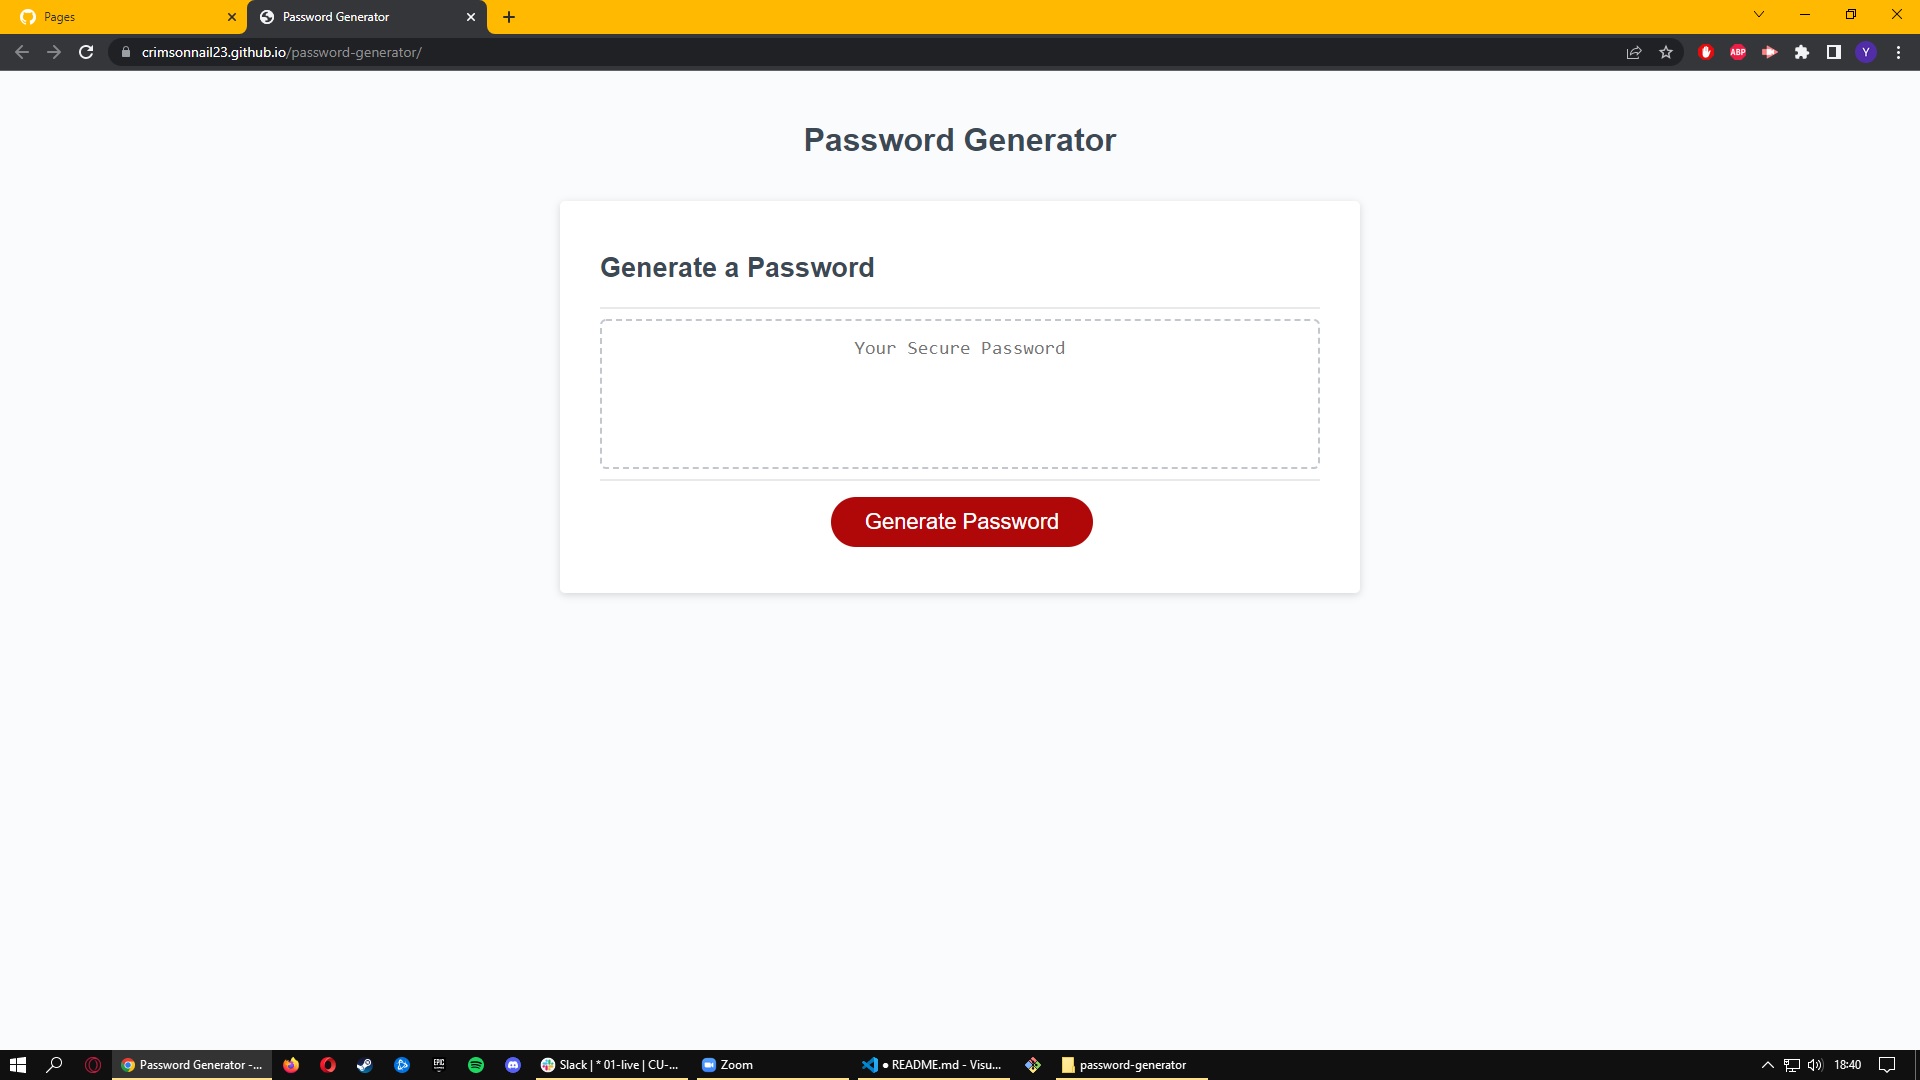 Pages
Password Generator
crimsonnail23.github.io/password-generator/
ABP
Y
Password Generator
Generate a Password
Your Secure Password
Generate Password
Password Generator -...
EPIC
Slack | * 01-live | CU-...
Zoom
● README.md - Visu...
password-generator
18:40